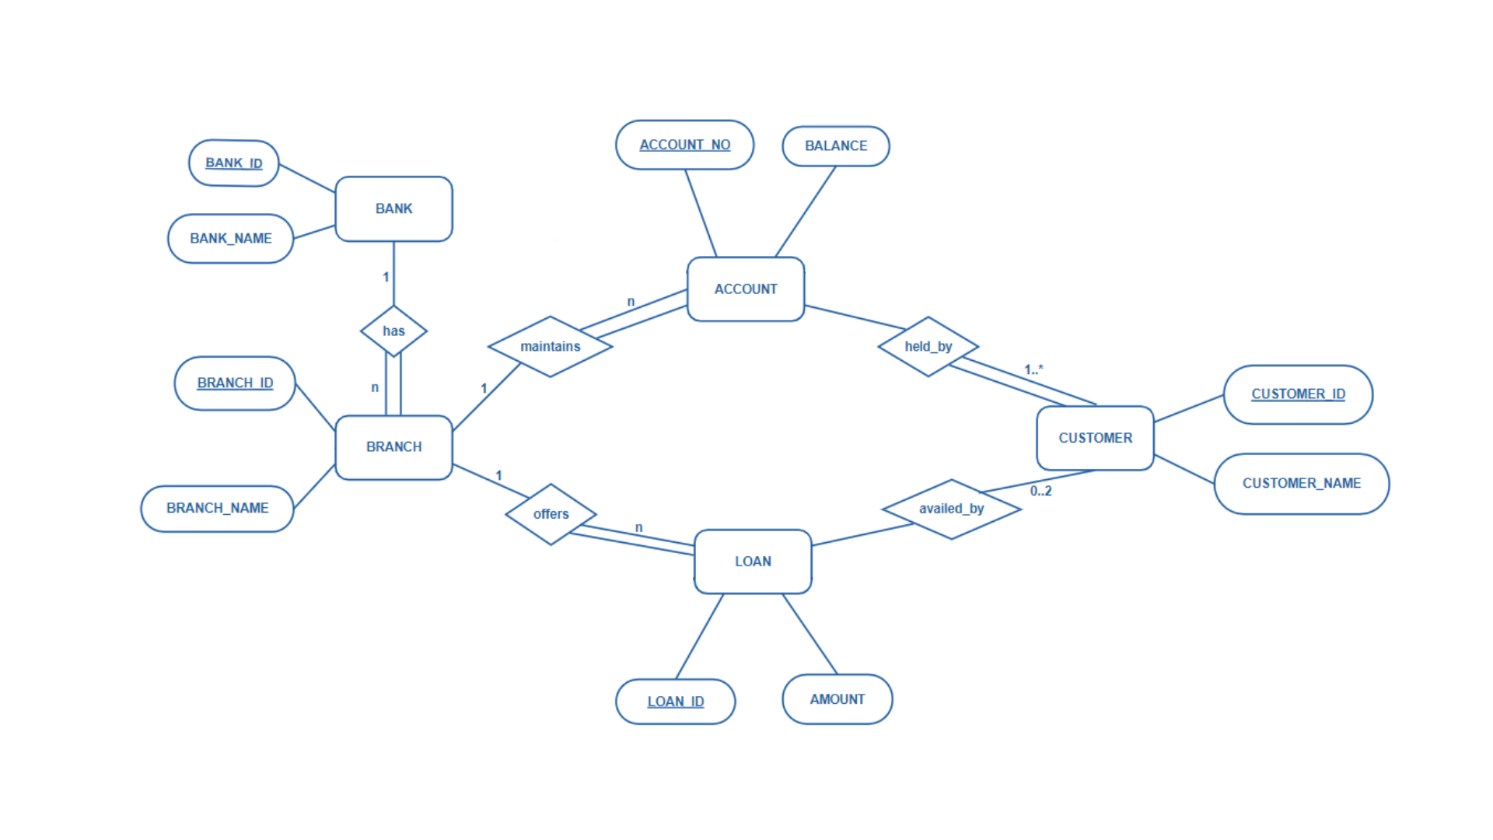 ACCOUNT_NO
BALANCE
BANK_ID
BANK
BANK_NAME
1
has
n
ACCOUNT
n
maintains
1
held_by
1..*
BRANCH_ID
BRANCH
BRANCH_NAME
CUSTOMER_ID
CUSTOMER
CUSTOMER_NAME
1
offers
n
0..2
availed_by
LOAN
LOAN_ID
AMOUNT